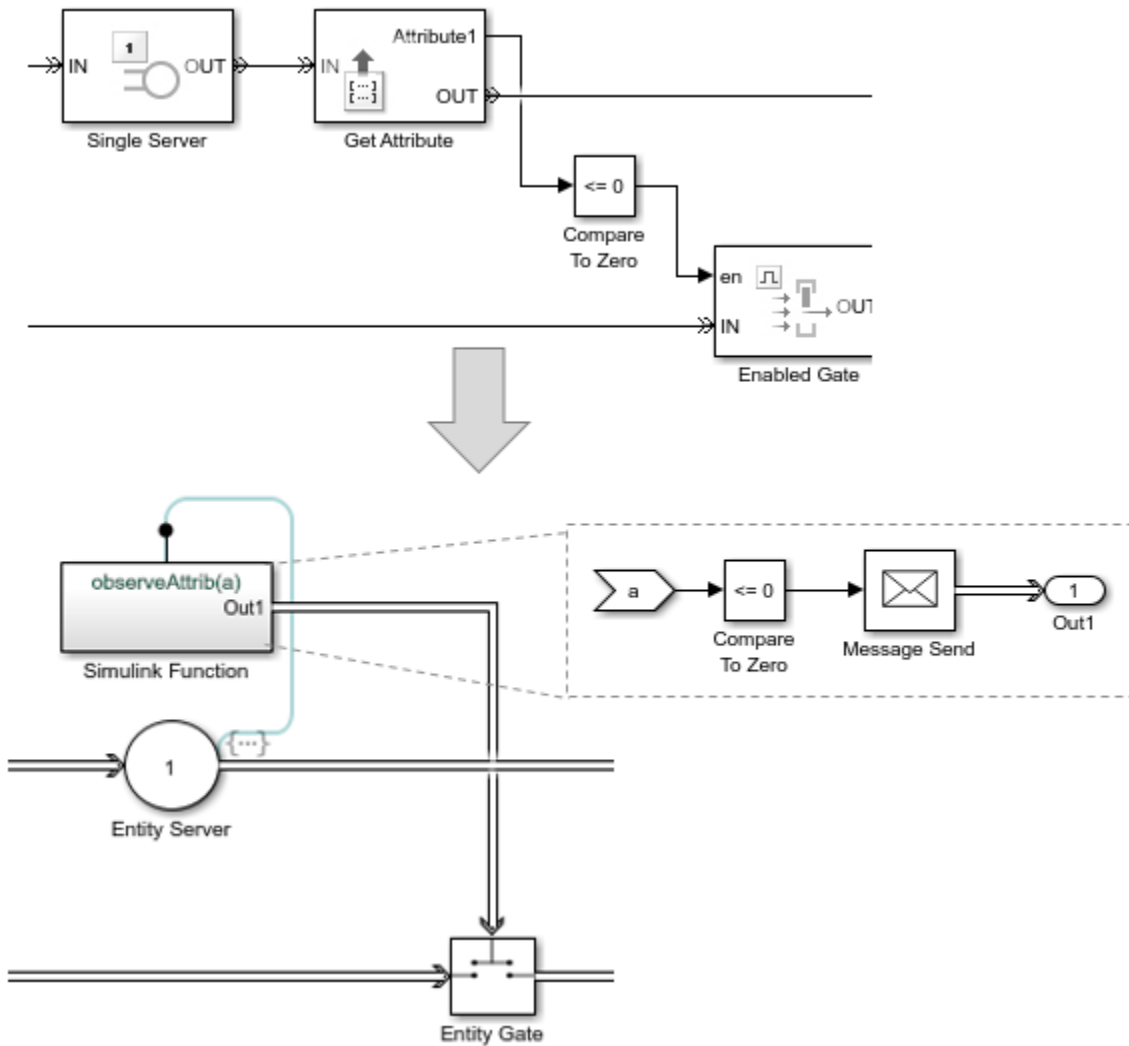 1
IN
OUT
Single Server
Attribute1
IN
[...]
OUT
Get Attribute
<= 0
Compare
To Zero
en
IN
OUT
Enabled Gate
observeAttrib(a)
Out1
Simulink Function
a
<= 0
Compare
To Zero
Message Send
1
Out1
{...}
1
Entity Server
Entity Gate